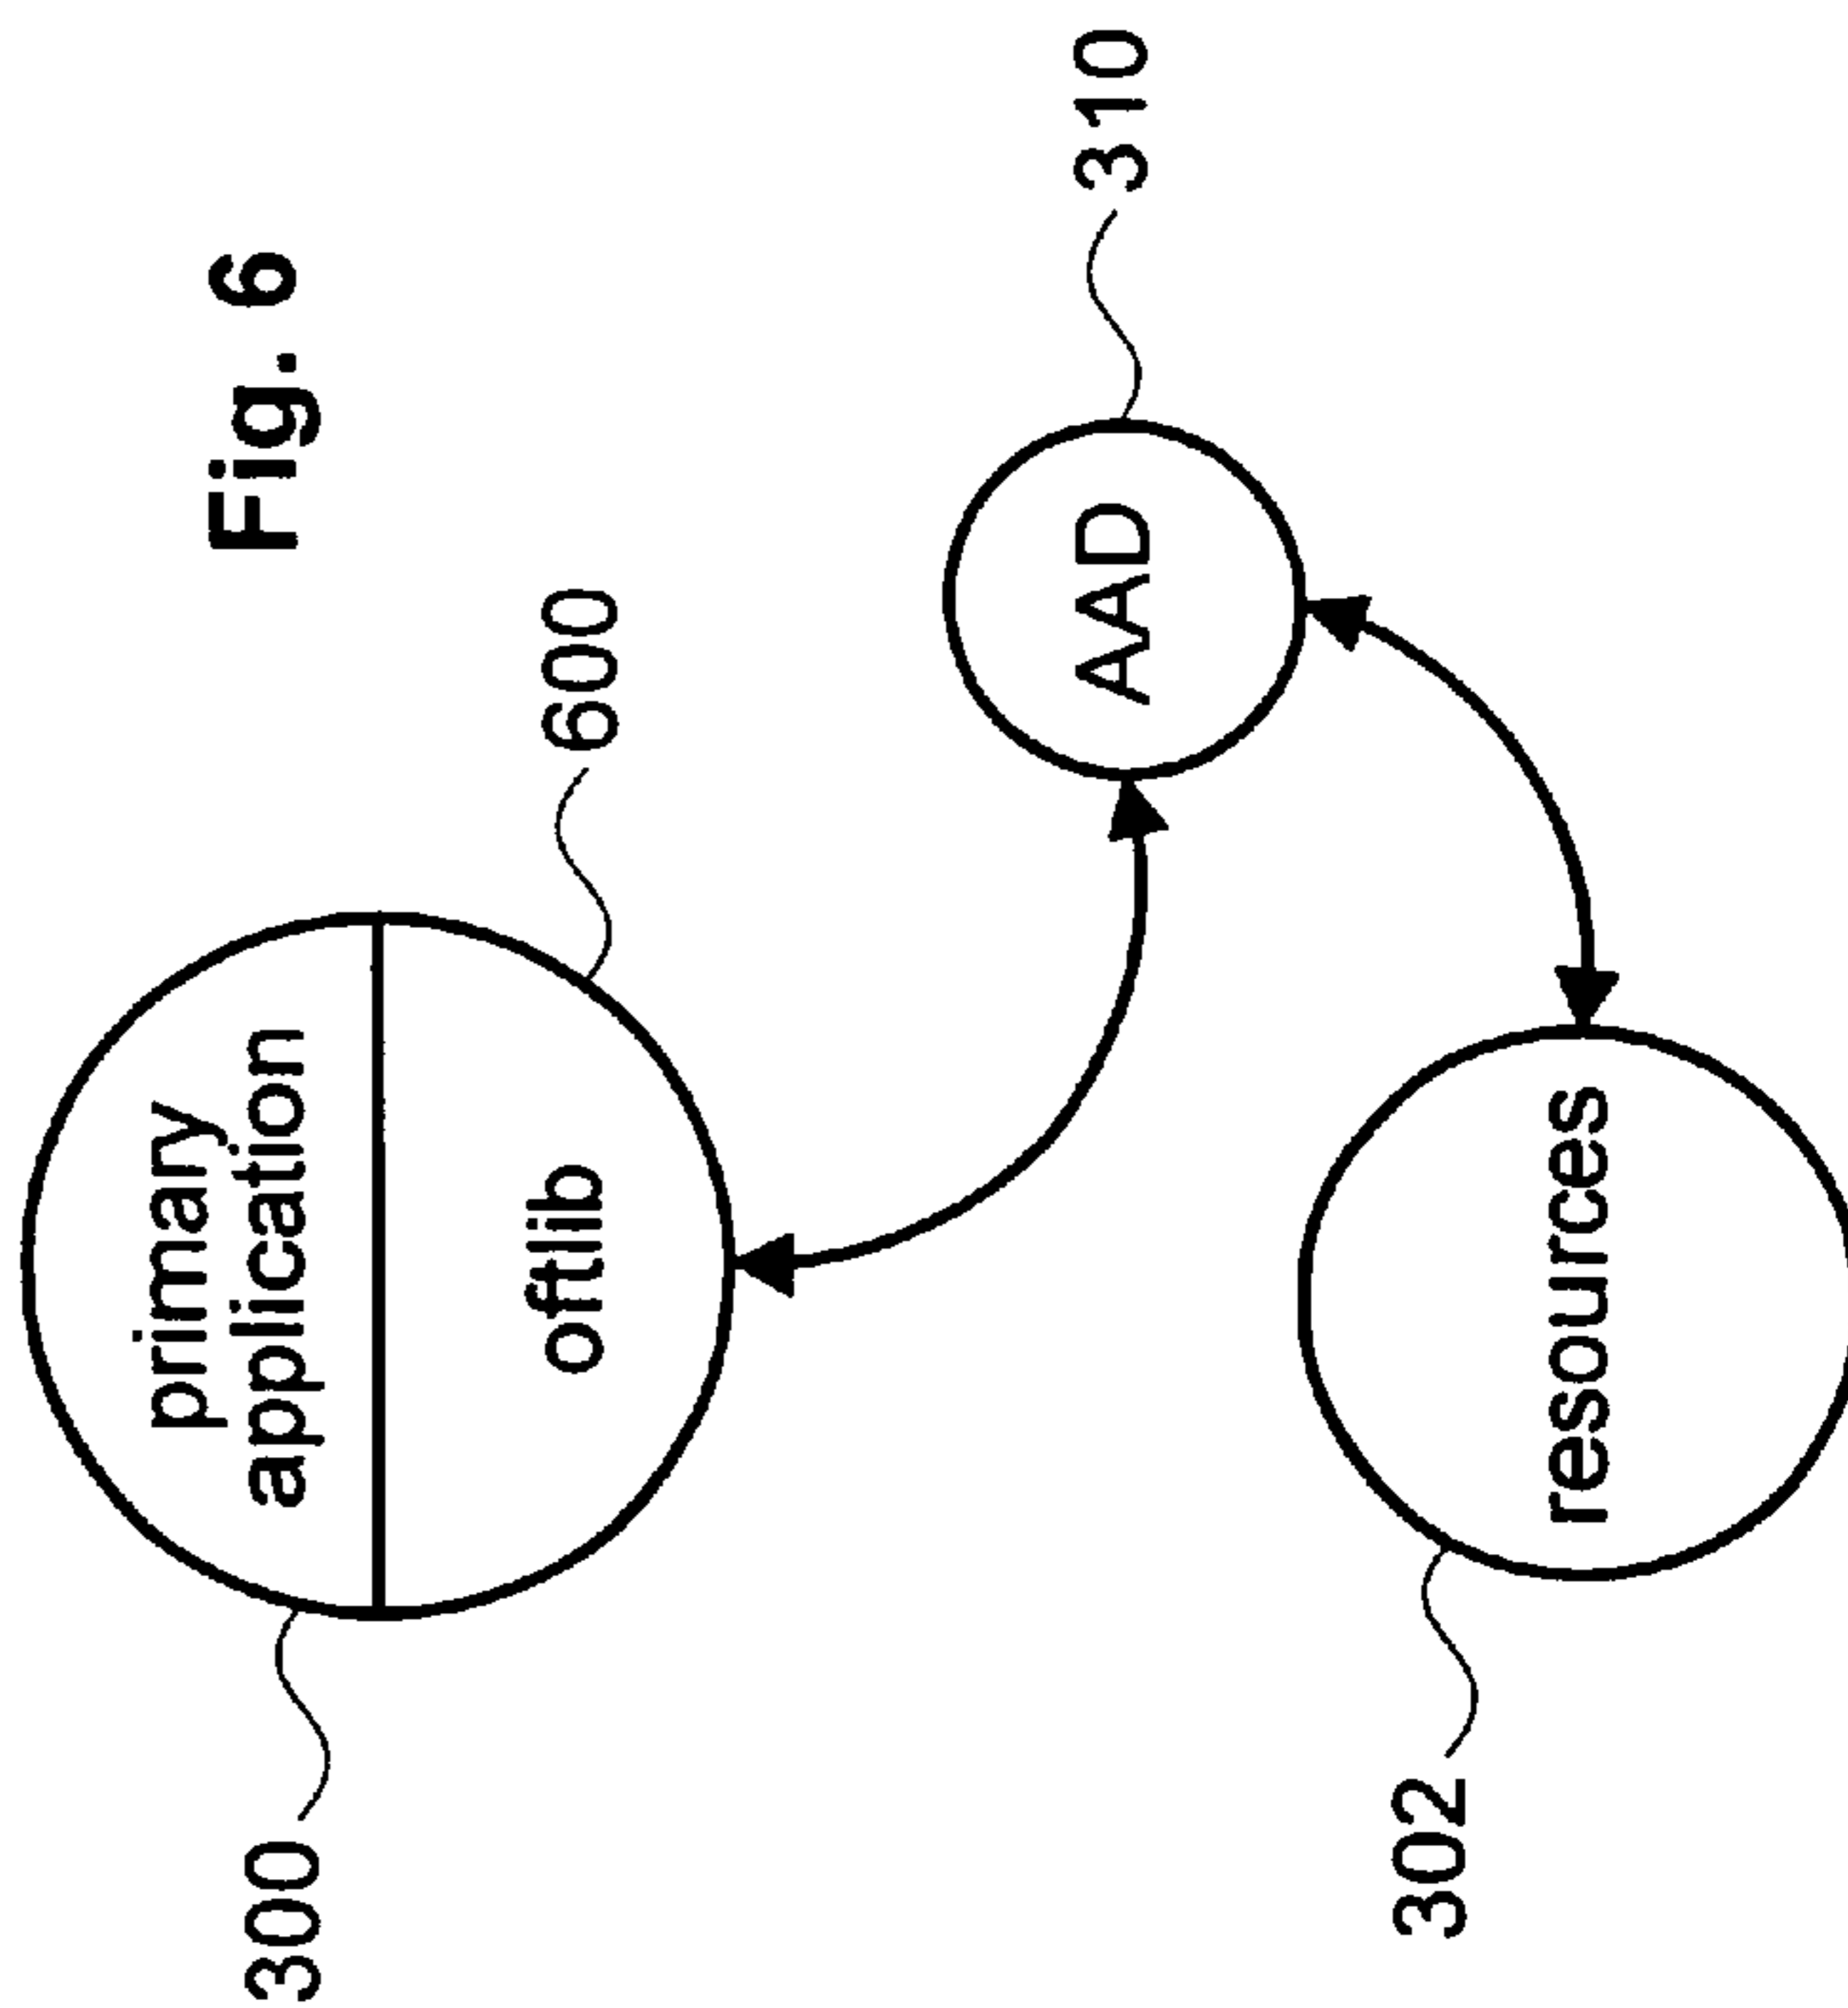 Fig. 6
300
primary
application
oftlib
600
AAD
310
302
resources